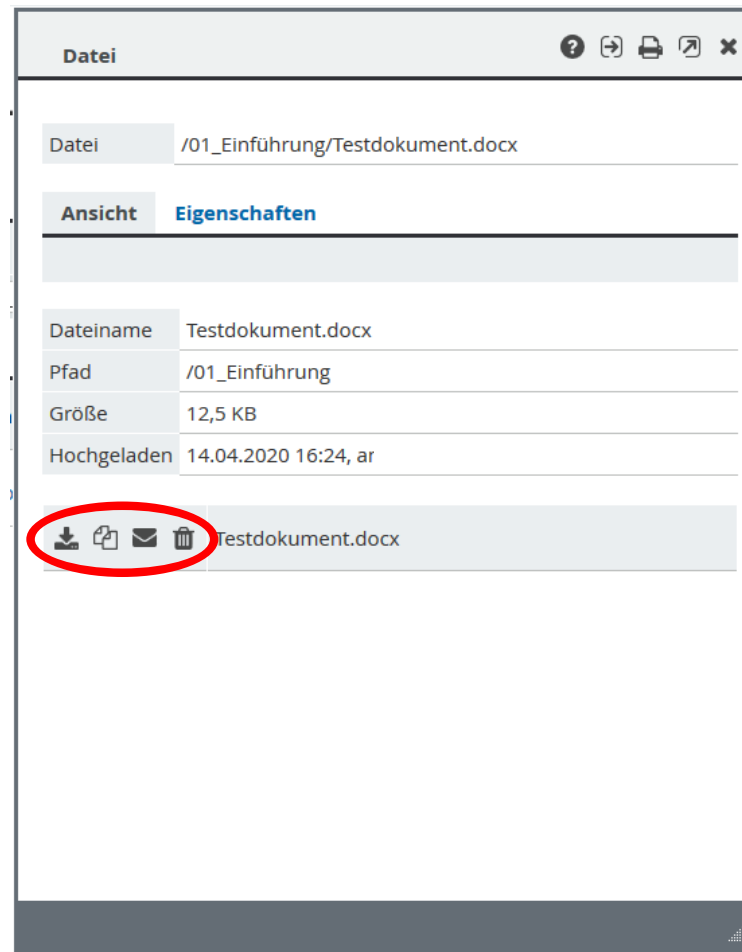 Datei
Datei /01_Einführung/Testdokument.docx
Ansicht Eigenschaften
Dateiname Testdokument.docx
Pfad /01_Einführung
Größe 12,5 KB
Hochgeladen 14.04.2020 16:24, ar
Testdokument.docx